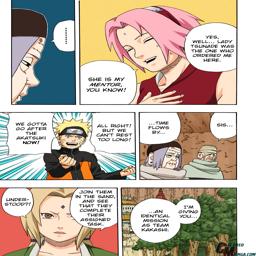 YES,
WELL... LADY
TSUNADE
WAS THE
ONE WHO
ORDERED ME
HERE.
..........
SHE IS
MY MENTOR,
YOU KNOW!
SIS...
...TIME
FLOWS
BY...
ALL RIGHT!
BUT WE
CAN'T REST
TOO LONG!
WE GOTTA
GO AFTER
THE
AKATSUKI
NOW!
I'M
GIVING
YOU...
...AN
IDENTICAL
MISSION
AS TEAM
KAKASHI.
JOIN THEM
IN THE SAND,
AND SEE
THAT THEY
COMPLETE
THEIR
ASSIGNED
TASK.
UNDER-
STOOD?!